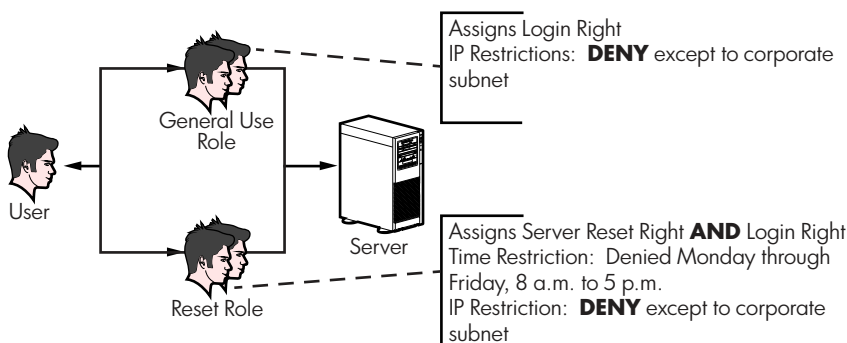 Assigns Login Right
IP Restrictions: DENY except to corporate
subnet
General Use
Role
User
Server
Reset Role
Assigns Server Reset Right AND Login Right
Time Restriction: Denied Monday through
Friday, 8 a.m. to 5 p.m.
IP Restriction: DENY except to corporate
subnet